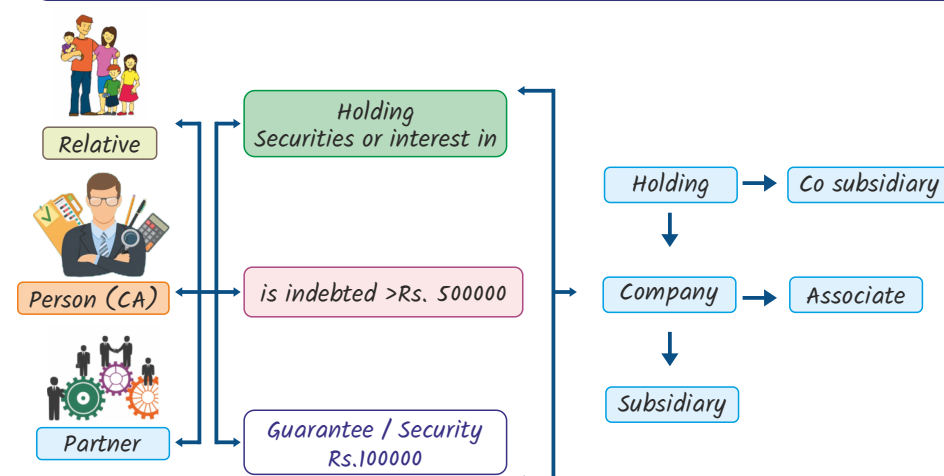 Relative
Person (CA)
Partner
Holding
Securities or interest in
is indebted >Rs. 500000
Guarantee / Security
Rs.100000
Holding
Co subsidiary
Company
Associate
Subsidiary